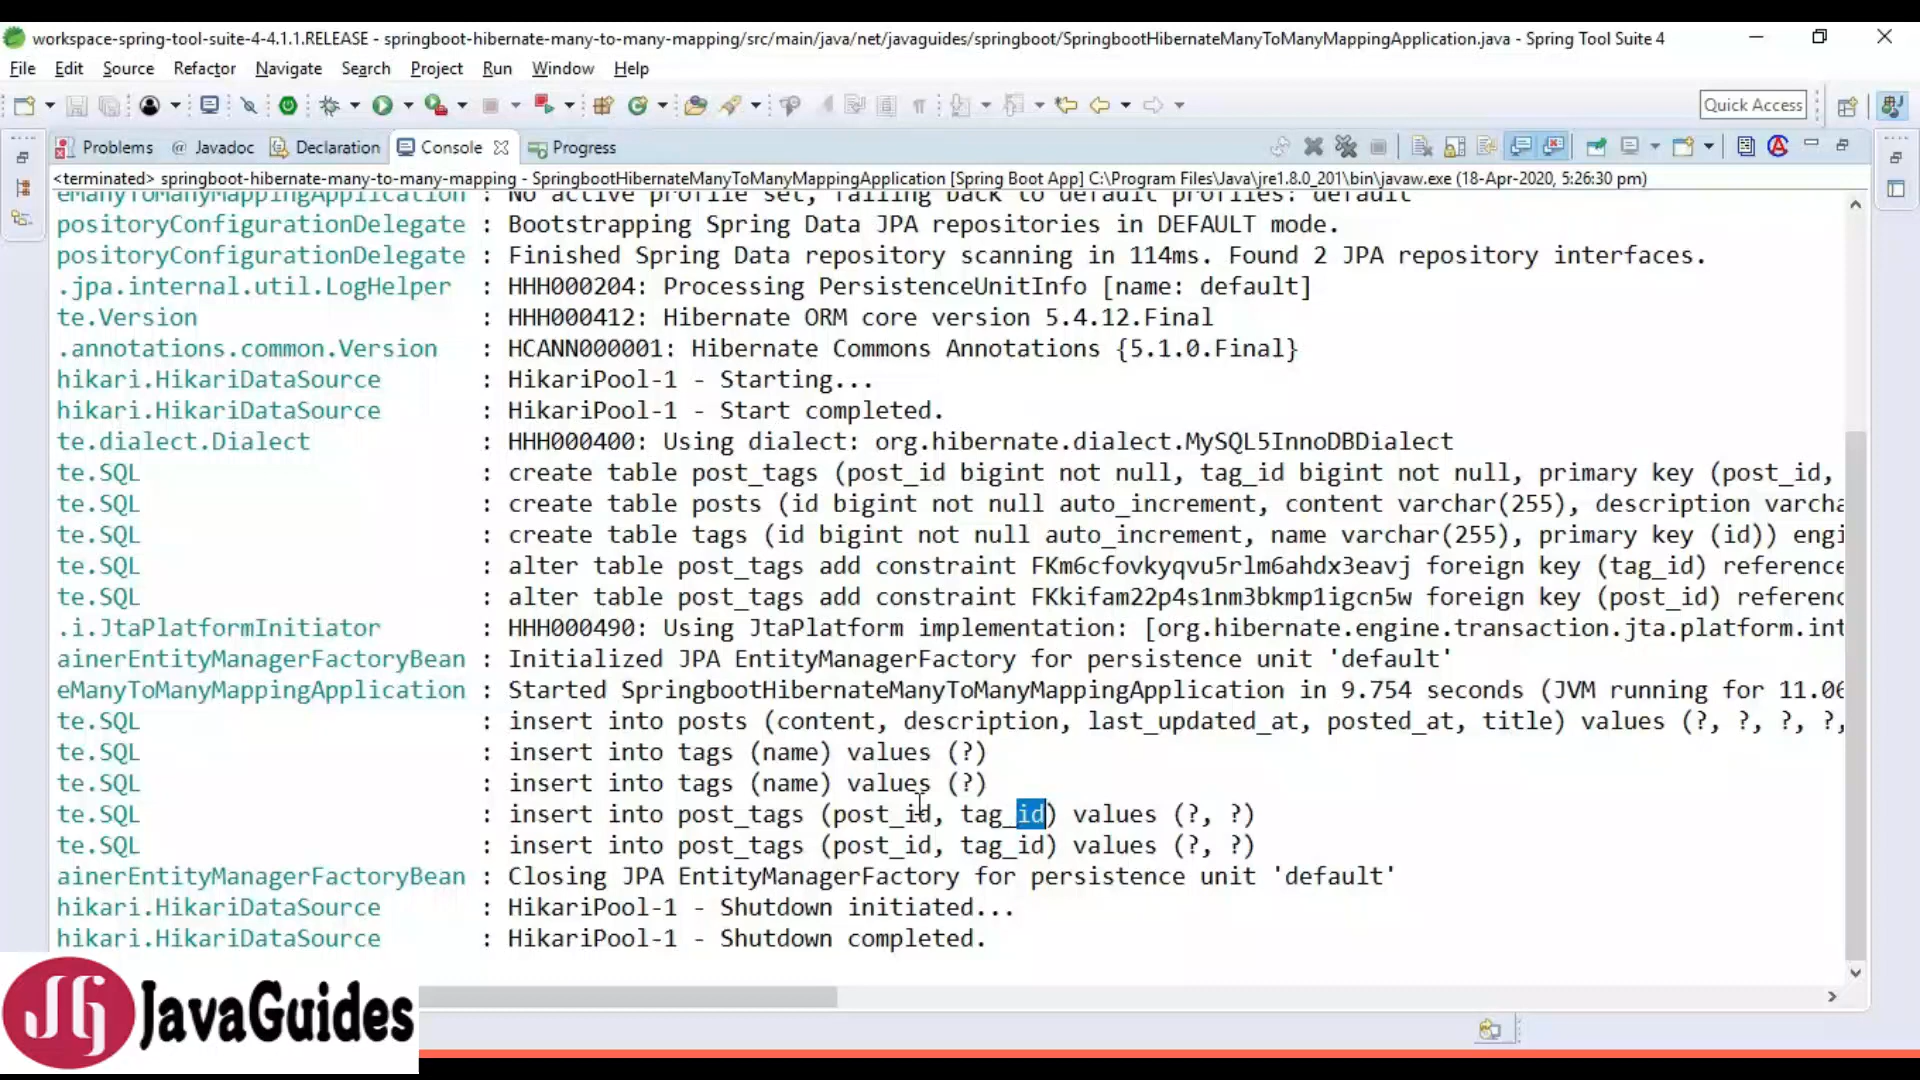 workspace-spring-tool-suite-4-4.1.1.RELEASE - springboot-hibernate-many-to-many-mapping/src/main/java/net/javaguides/springboot/SpringbootHibernateManyToManyMappingApplication.java - Spring Tool Suite 4
File Edit Source Refactor Navigate Search Project Run Window Help
Quick Access
Problems @ Javadoc Declaration Console Progress
<terminated> springboot-hibernate-many-to-many-mapping - SpringbootHibernateManyToManyMappingApplication [Spring Boot App] C:\Program Files\Java\jre1.8.0_201\bin\javaw.exe (18-Apr-2020, 5:26:30 pm)
eManyToManyMappingApplication : No active profile set, falling back to default profiles: default
positoryConfigurationDelegate : Bootstrapping Spring Data JPA repositories in DEFAULT mode.
positoryConfigurationDelegate : Finished Spring Data repository scanning in 114ms. Found 2 JPA repository interfaces.
.jpa.internal.util.LogHelper : HHH000204: Processing PersistenceUnitInfo [name: default]
te.Version : HHH000412: Hibernate ORM core version 5.4.12.Final
.annotations.common.Version : HCANN000001: Hibernate Commons Annotations {5.1.0.Final}
hikari.HikariDataSource : HikariPool-1 - Starting...
hikari.HikariDataSource : HikariPool-1 - Start completed.
te.dialect.Dialect : HHH000400: Using dialect: org.hibernate.dialect.MySQL5InnoDBDialect
te.SQL : create table post_tags (post_id bigint not null, tag_id bigint not null, primary key (post_id,
te.SQL : create table posts (id bigint not null auto_increment, content varchar(255), description varcha
te.SQL : create table tags (id bigint not null auto_increment, name varchar(255), primary key (id)) engi
te.SQL : alter table post_tags add constraint FKm6cfovkyqvu5rlm6ahdx3eavj foreign key (tag_id) reference
te.SQL : alter table post_tags add constraint FKkifam22p4s1nm3bkmp1igcn5w foreign key (post_id) referenc
.i.JtaPlatformInitiator : HHH000490: Using JtaPlatform implementation: [org.hibernate.engine.transaction.jta.platform.int
ainerEntityManagerFactoryBean : Initialized JPA EntityManagerFactory for persistence unit 'default'
eManyToManyMappingApplication : Started SpringbootHibernateManyToManyMappingApplication in 9.754 seconds (JVM running for 11.06
te.SQL : insert into posts (content, description, last_updated_at, posted_at, title) values (?, ?, ?, ?,
te.SQL : insert into tags (name) values (?)
te.SQL : insert into tags (name) values (?)
te.SQL : insert into post_tags (post_id, tag_id) values (?, ?)
te.SQL : insert into post_tags (post_id, tag_id) values (?, ?)
ainerEntityManagerFactoryBean : Closing JPA EntityManagerFactory for persistence unit 'default'
hikari.HikariDataSource : HikariPool-1 - Shutdown initiated...
hikari.HikariDataSource : HikariPool-1 - Shutdown completed.
JG JavaGuides